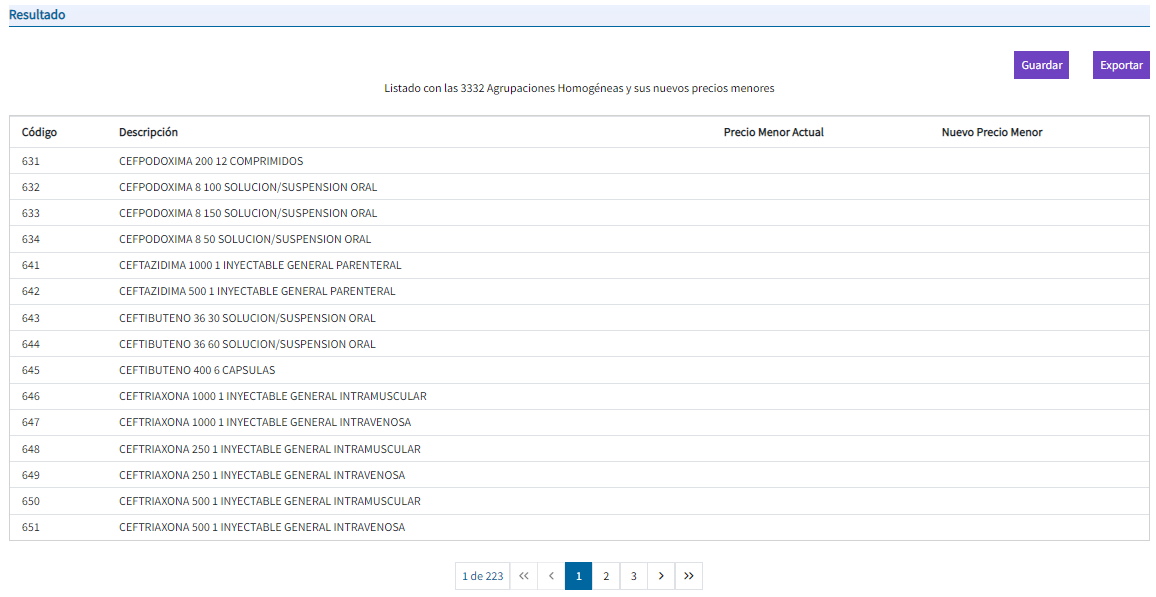 Resultado
Guardar Exportar
Listado con las 3332 Agrupaciones Homogéneas y sus nuevos precios menores
Código Descripción Precio Menor Actual Nuevo Precio Menor
631 CEFPODOXIMA 200 12 COMPRIMIDOS
632 CEFPODOXIMA 8 100 SOLUCION/SUSPENSION ORAL
633 CEFPODOXIMA 8 150 SOLUCION/SUSPENSION ORAL
634 CEFPODOXIMA 8 50 SOLUCION/SUSPENSION ORAL
641 CEFTAZIDIMA 1000 1 INYECTABLE GENERAL PARENTERAL
642 CEFTAZIDIMA 500 1 INYECTABLE GENERAL PARENTERAL
643 CEFTIBUTENO 36 30 SOLUCION/SUSPENSION ORAL
644 CEFTIBUTENO 36 60 SOLUCION/SUSPENSION ORAL
645 CEFTIBUTENO 400 6 CAPSULAS
646 CEFTRIAXONA 1000 1 INYECTABLE GENERAL INTRAMUSCULAR
647 CEFTRIAXONA 1000 1 INYECTABLE GENERAL INTRAVENOSA
648 CEFTRIAXONA 250 1 INYECTABLE GENERAL INTRAMUSCULAR
649 CEFTRIAXONA 250 1 INYECTABLE GENERAL INTRAVENOSA
650 CEFTRIAXONA 500 1 INYECTABLE GENERAL INTRAMUSCULAR
651 CEFTRIAXONA 500 1 INYECTABLE GENERAL INTRAVENOSA
1 de 223 « ‹ 1 2 3 › »